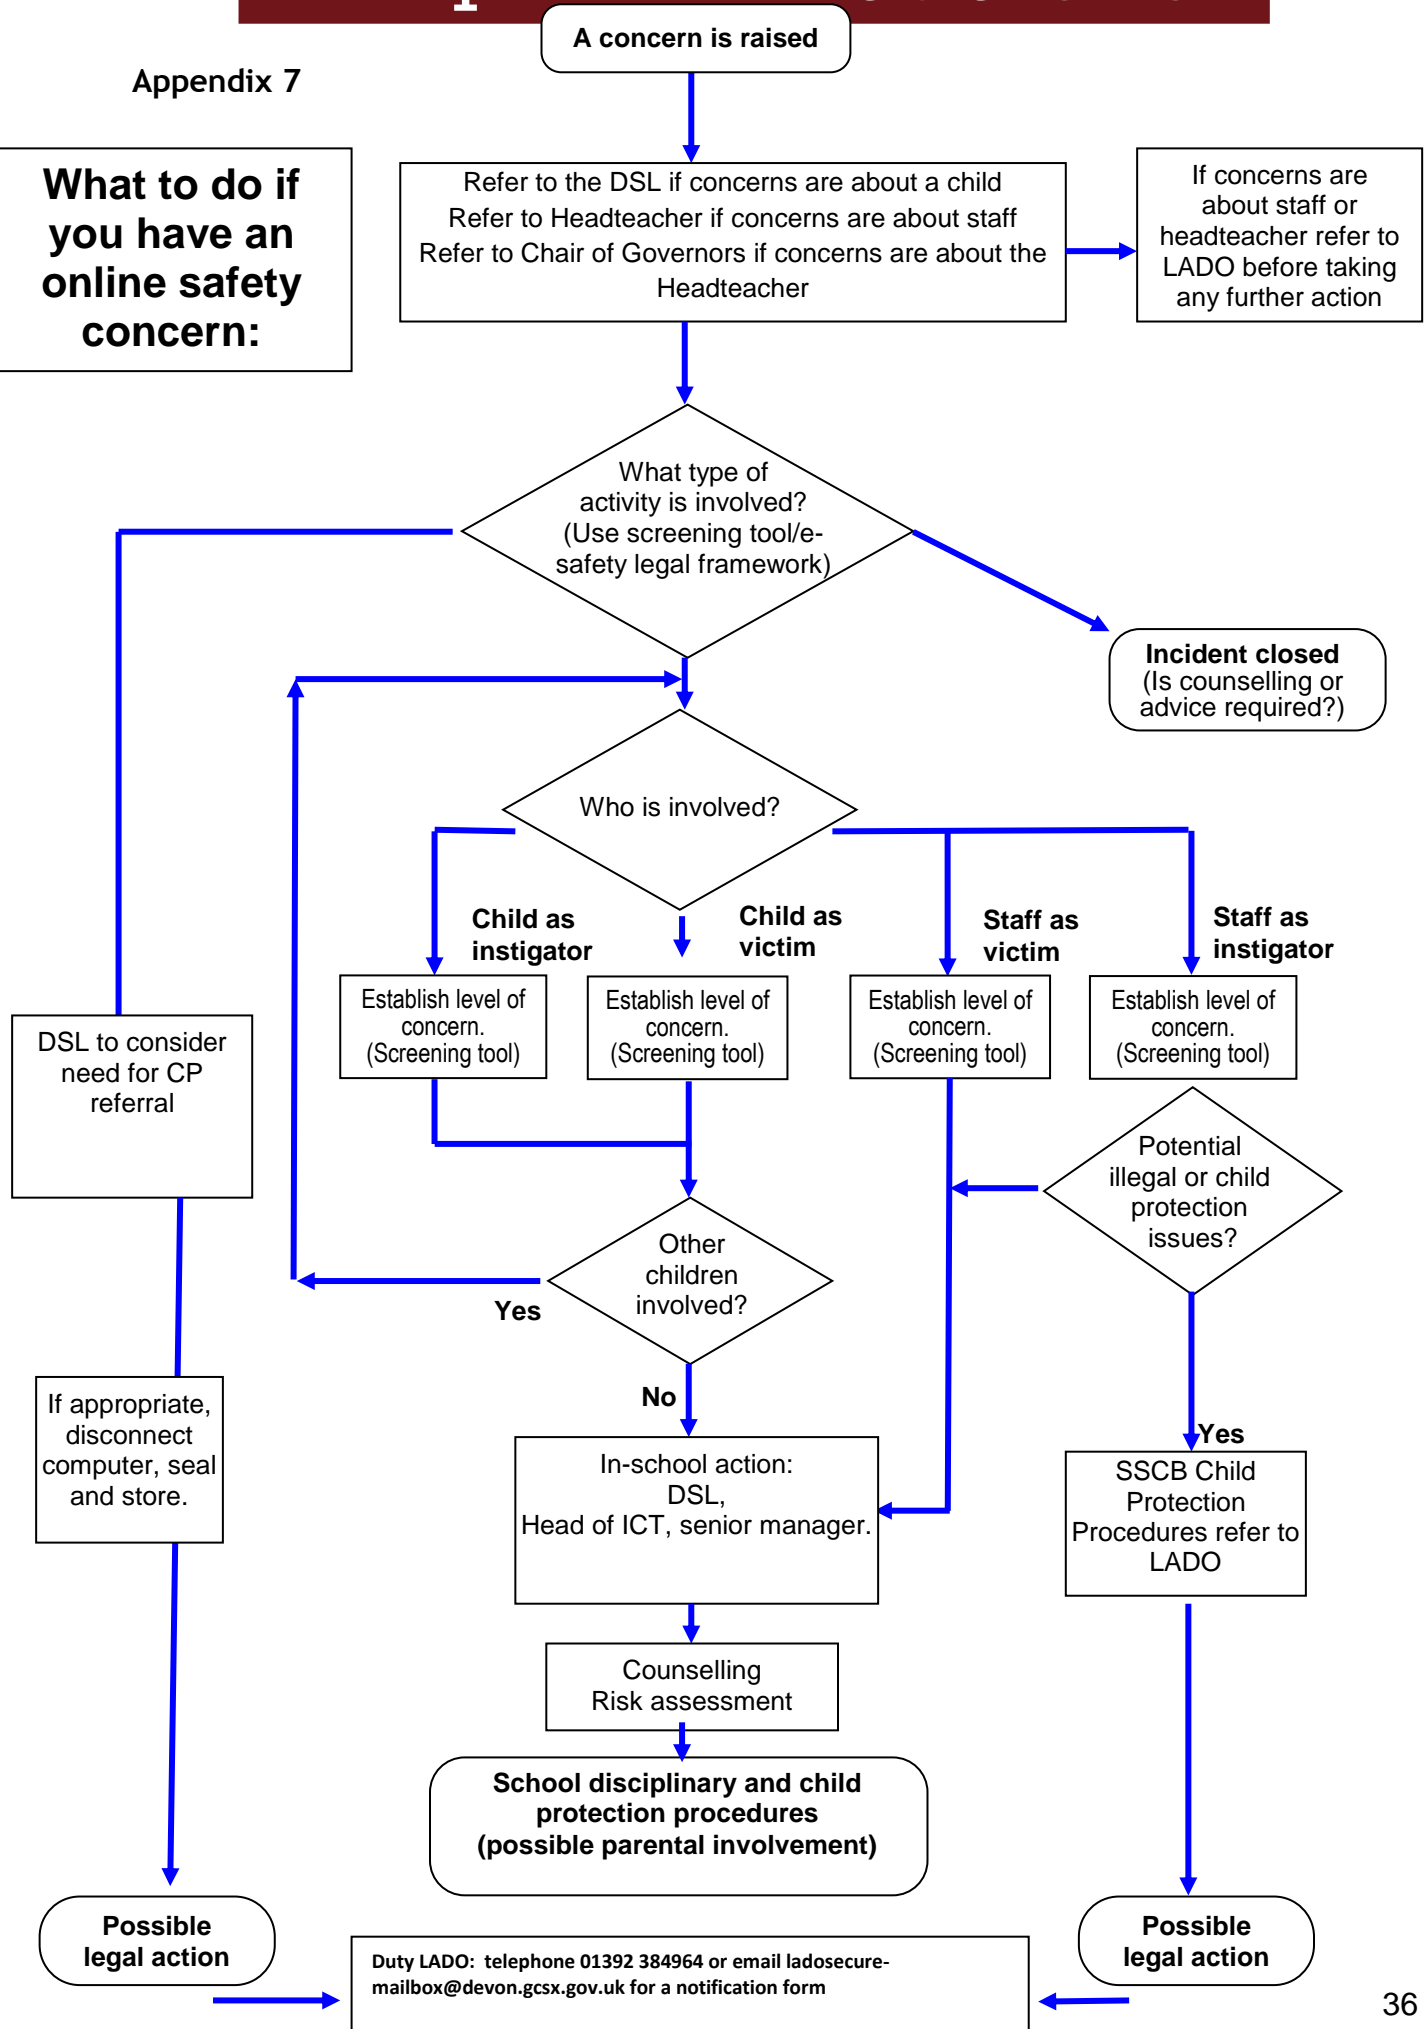 A concern is raised
Appendix 7
What to do if
you have an
online safety
concern:
Refer to the DSL if concerns are about a child
Refer to Headteacher if concerns are about staff
Refer to Chair of Governors if concerns are about the
Headteacher
If concerns are
about staff or
headteacher refer to
LADO before taking
any further action
What type of
activity is involved?
(Use screening tool/e-
safety legal framework)
Incident closed
(Is counselling or
advice required?)
Who is involved?
Child as
instigator
Child as
victim
Staff as
victim
Staff as
instigator
Establish level of
concern.
(Screening tool)
Establish level of
concern.
(Screening tool)
Establish level of
concern.
(Screening tool)
Establish level of
concern.
(Screening tool)
DSL to consider
need for CP
referral
Potential
illegal or child
protection
issues?
Other
children
involved?
Yes
No
If appropriate,
disconnect
computer, seal
and store.
In-school action:
DSL,
Head of ICT, senior manager.
Yes
SSCB Child
Protection
Procedures refer to
LADO
Counselling
Risk assessment
School disciplinary and child
protection procedures
(possible parental involvement)
Possible
legal action
Possible
legal action
Duty LADO: telephone 01392 384964 or email ladosecure-
mailbox@devon.gcsx.gov.uk for a notification form
36